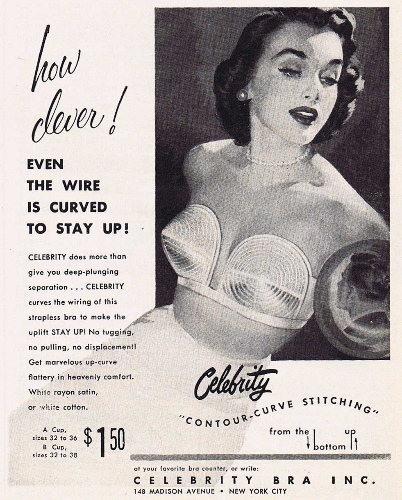 how
clever!
EVEN
THE WIRE
IS CURVED
TO STAY UP!
CELEBRITY does more than
give you deep-plunging
separation . . . CELEBRITY
curves the wiring of this
strapless bra to make the
uplift STAY UP! No tugging,
no pulling, no displacement!
Get marvelous up-curve
flattery in heavenly comfort.
White rayon satin,
or white cotton.
A Cup,
sizes 32 to 36
B Cup,
sizes 32 to 38
$1.50
Celebrity
"CONTOUR-CURVE STITCHING"
from the bottom up
at your favorite bra counter, or write:
CELEBRITY BRA INC.
148 MADISON AVENUE • NEW YORK CITY